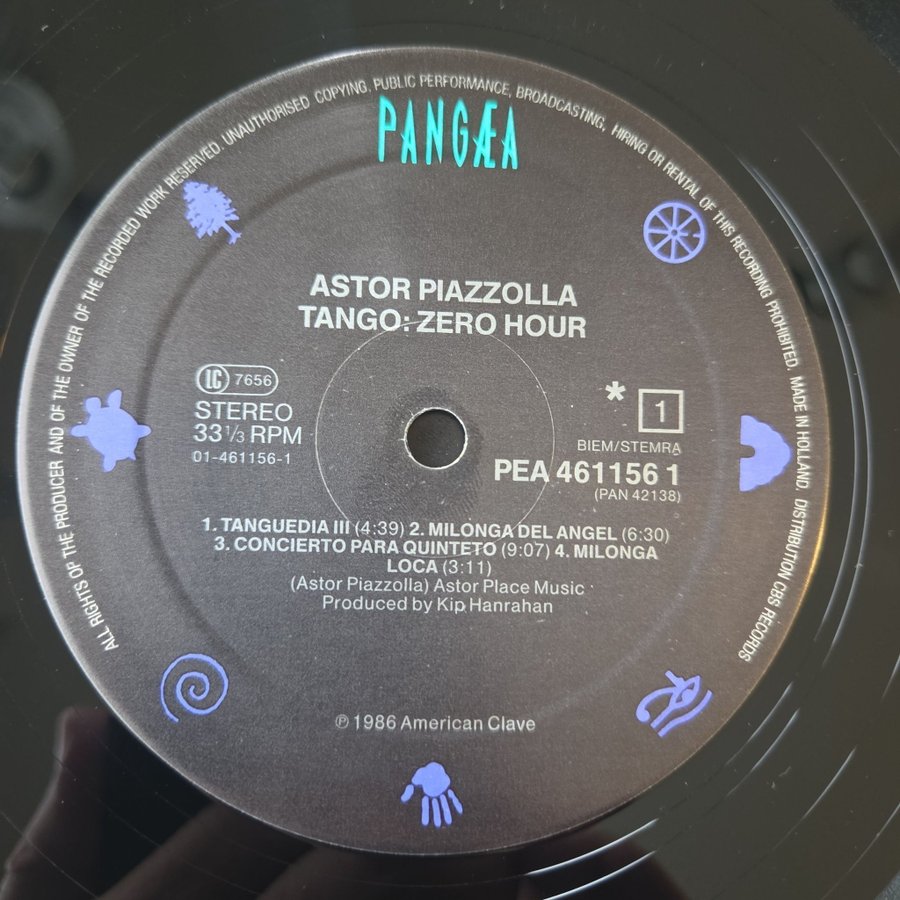 ALL RIGHTS OF THE PRODUCER AND OF THE OWNER OF THE RECORDED WORK RESERVED. UNAUTHORISED COPYING, PUBLIC PERFORMANCE, BROADCASTING, HIRING OR RENTAL OF THIS RECORDING PROHIBITED. MADE IN HOLLAND. DISTRIBUTION CBS RECORDS
PANGÆA
ASTOR PIAZZOLLA
TANGO: ZERO HOUR
LC 7656
STEREO
33 1/3 RPM
01-461156-1
* 1
BIEM/STEMRA
PEA 461156 1
(PAN 42138)
1. TANGUEDIA III (4:39) 2. MILONGA DEL ANGEL (6:30)
3. CONCIERTO PARA QUINTETO (9:07) 4. MILONGA
LOCA (3:11)
(Astor Piazzolla) Astor Place Music
Produced by Kip Hanrahan
℗ 1986 American Clave